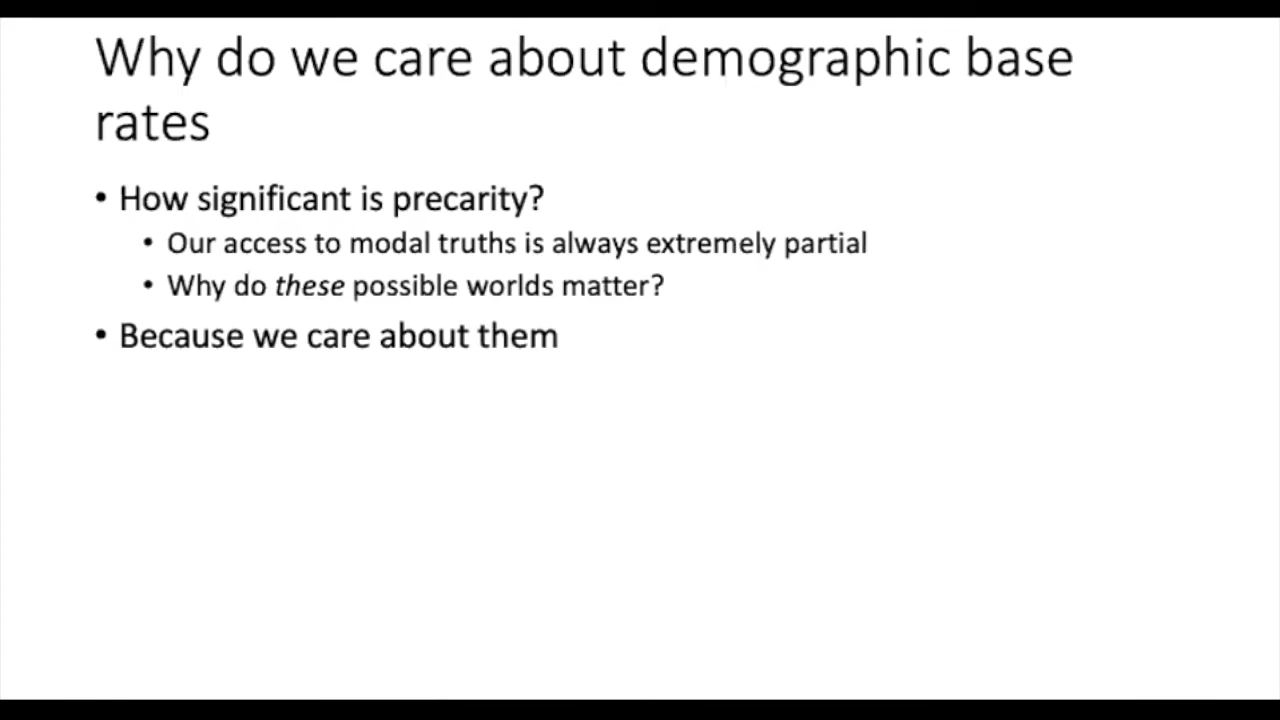 Why do we care about demographic base
rates
• How significant is precarity?
• Our access to modal truths is always extremely partial
• Why do these possible worlds matter?
• Because we care about them